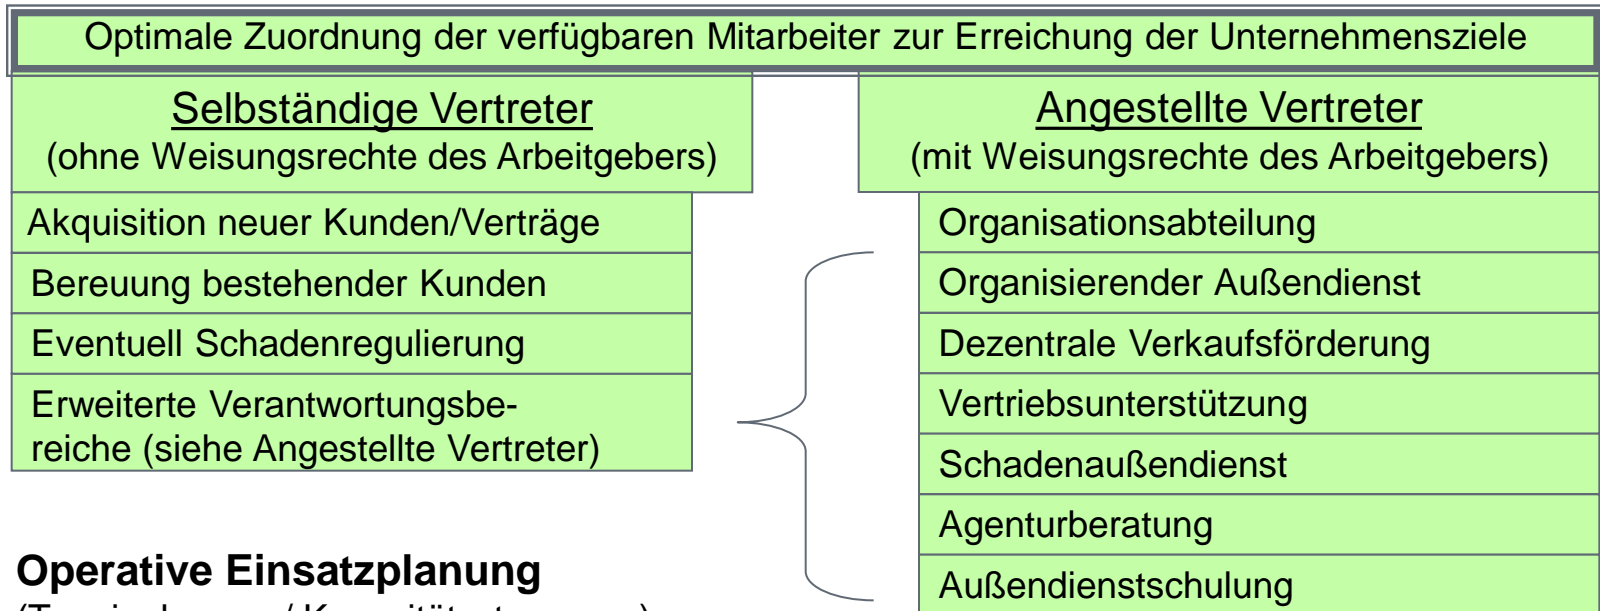 Optimale Zuordnung der verfügbaren Mitarbeiter zur Erreichung der Unternehmensziele
Selbständige Vertreter
(ohne Weisungsrechte des Arbeitgebers)
Akquisition neuer Kunden/Verträge
Bereuung bestehender Kunden
Eventuell Schadenregulierung
Erweiterte Verantwortungsbe-
reiche (siehe Angestellte Vertreter)
Angestellte Vertreter
(mit Weisungsrechte des Arbeitgebers)
Organisationsabteilung
Organisierender Außendienst
Dezentrale Verkaufsförderung
Vertriebsunterstützung
Schadenaußendienst
Agenturberatung
Außendienstschulung
Operative Einsatzplanung